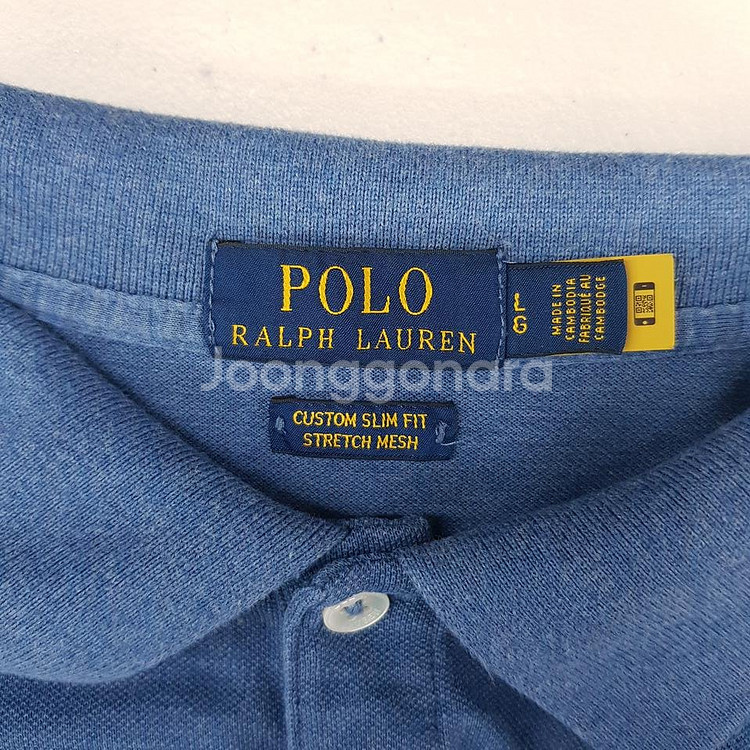 POLO
RALPH LAUREN
L
G
MADE IN
CAMBODIA
FABRIQUÉ AU
CAMBODGE
Joonggonara
CUSTOM SLIM FIT
STRETCH MESH